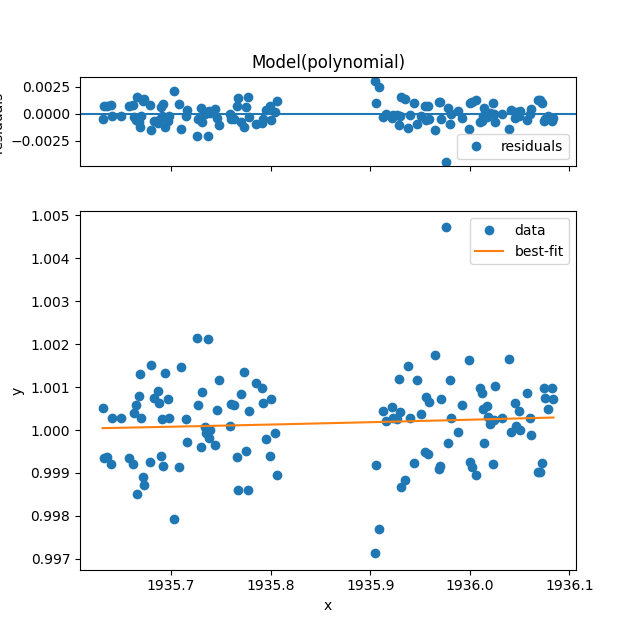 Model(polynomial)
residuals
0.0025
0.0000
−0.0025
residuals
y
1.005
1.004
1.003
1.002
1.001
1.000
0.999
0.998
0.997
data
best-fit
1935.7
1935.8
1935.9
1936.0
1936.1
x